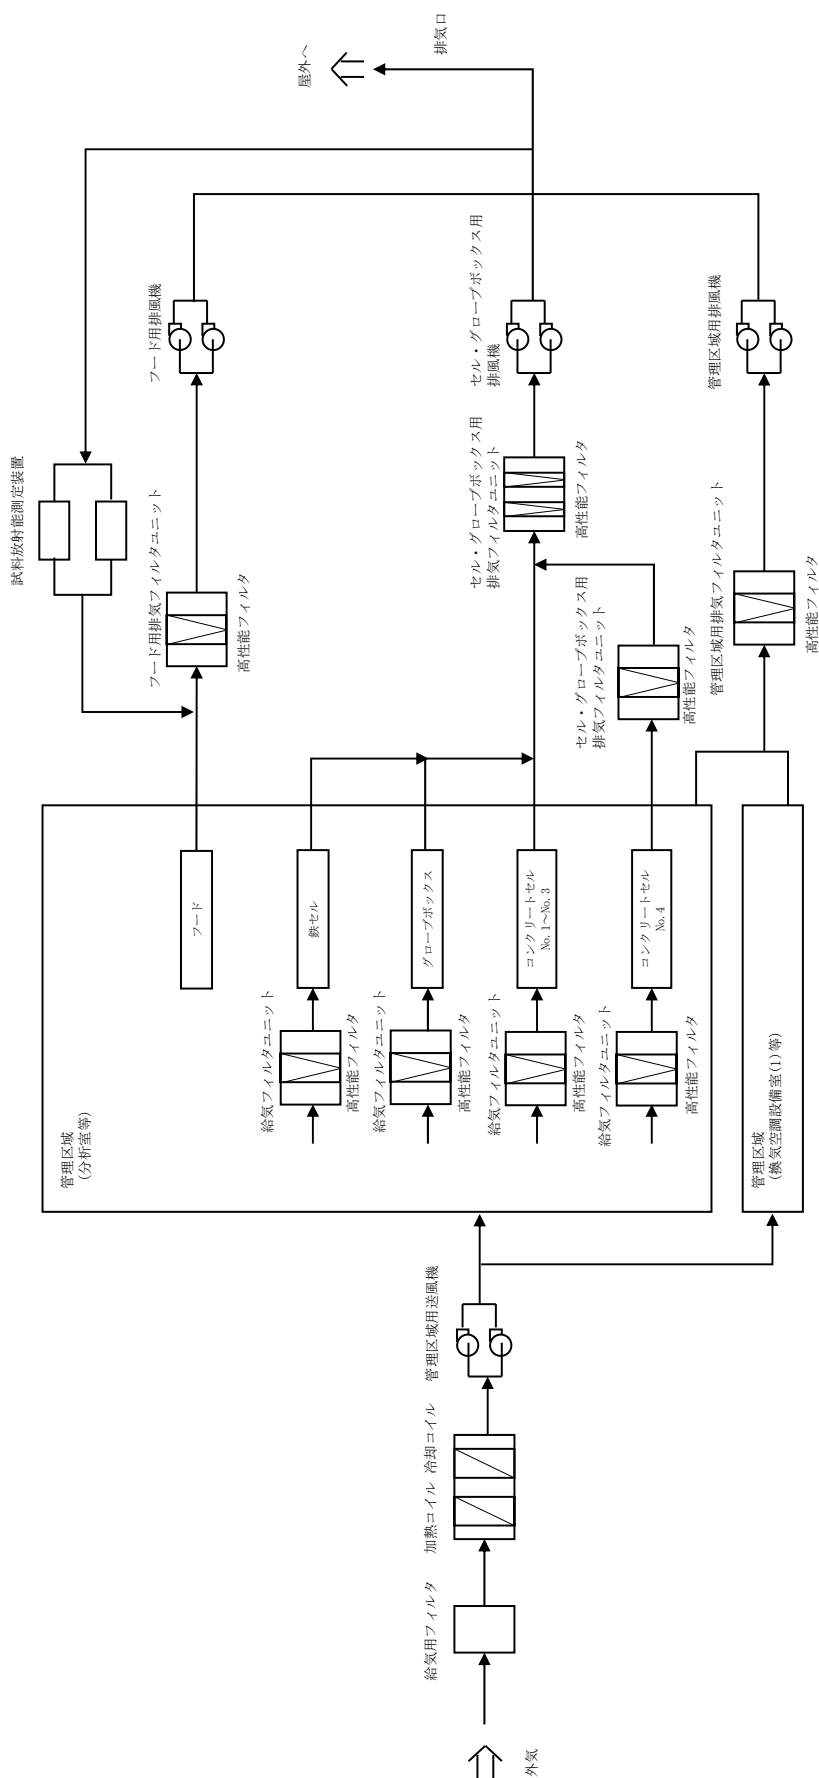 外気
給気用フィルタ
加熱コイル
冷却コイル
管理区域用送風機
管理区域
(分析室等)
管理区域
(換気空調設備室(1)等)
給気フィルタユニット
高性能フィルタ
給気フィルタユニット
高性能フィルタ
給気フィルタユニット
高性能フィルタ
給気フィルタユニット
高性能フィルタ
フード
鉄セル
グローブボックス
コンクリートセル
No. 1～No. 3
コンクリートセル
No. 4
試料放射能測定装置
フード用排気フィルタユニット
高性能フィルタ
セル・グローブボックス用
排気フィルタユニット
高性能フィルタ
セル・グローブボックス用
排気フィルタユニット
高性能フィルタ
管理区域用排気フィルタユニット
高性能フィルタ
フード用排風機
セル・グローブボックス用
排風機
管理区域用排風機
屋外へ
排気口